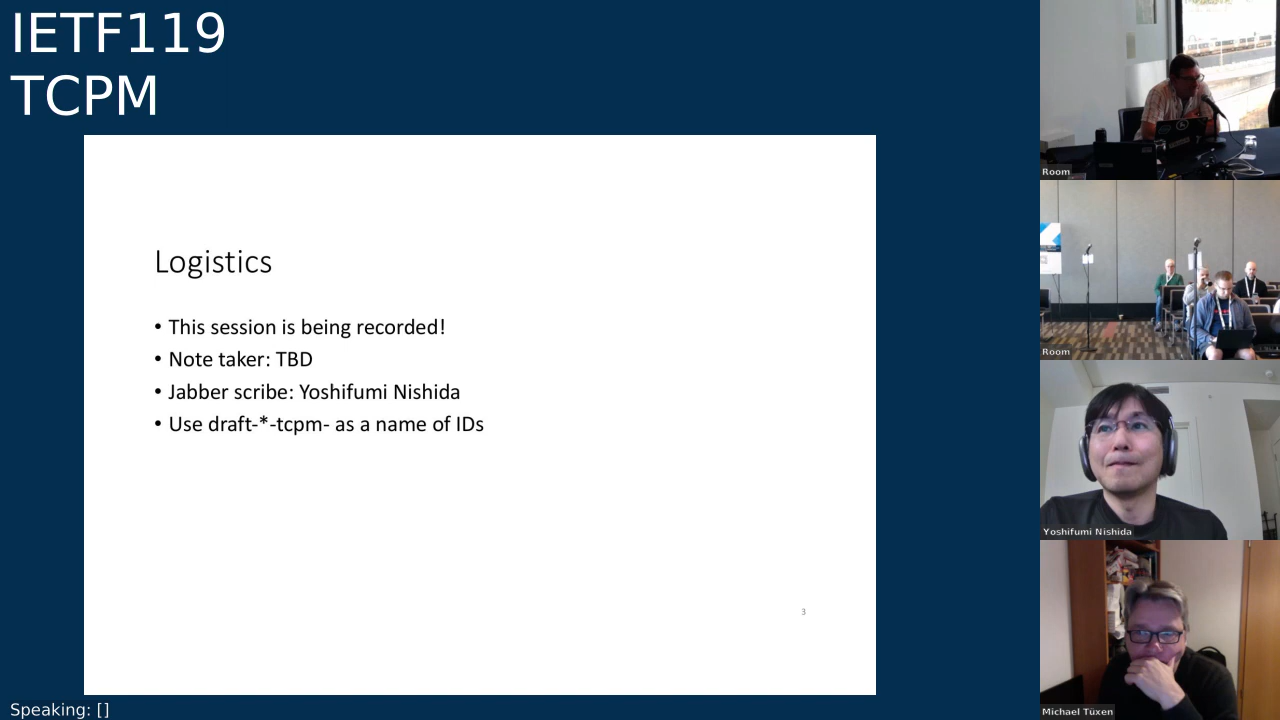 IETF119
TCPM
Logistics
• This session is being recorded!
• Note taker: TBD
• Jabber scribe: Yoshifumi Nishida
• Use draft-*-tcpm- as a name of IDs
3
Speaking: []
Room
Room
Yoshifumi Nishida
Michael Tüxen